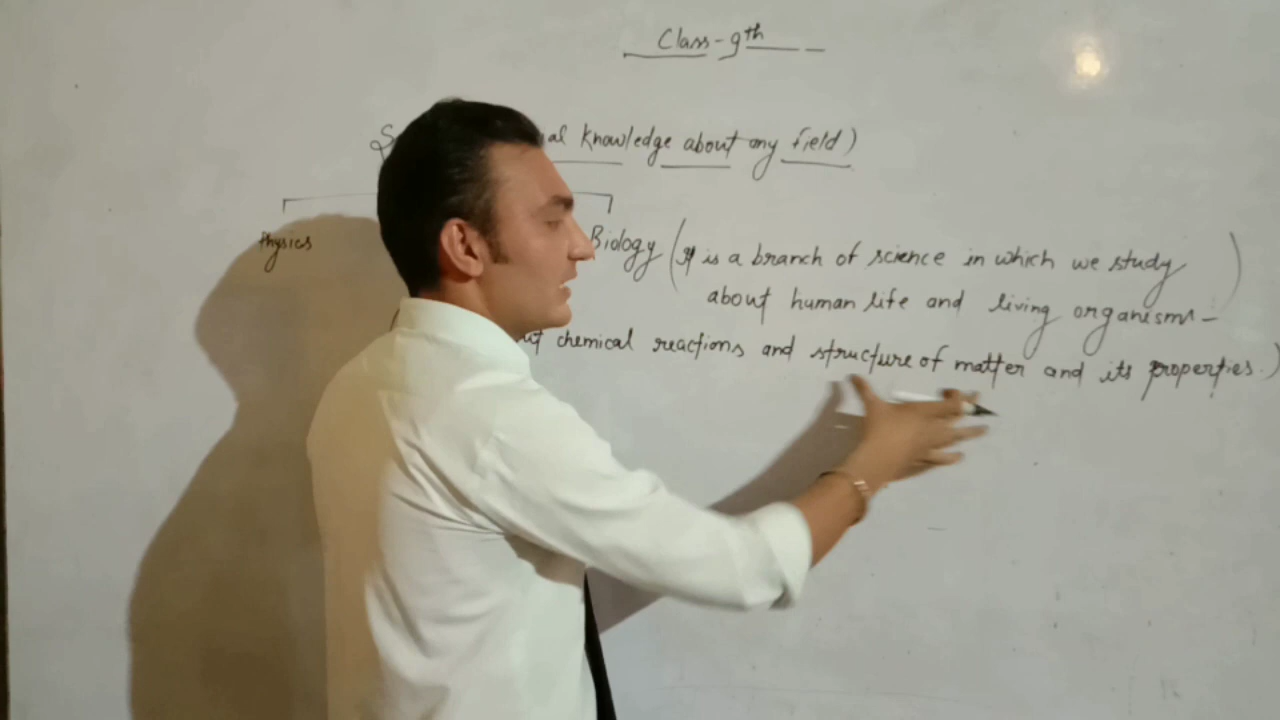 Class-9th
knowledge about any field)
Physics
Biology (It is a branch of science in which we study
about human life and living organisms-)
chemical reactions and structure of matter and its properties.)